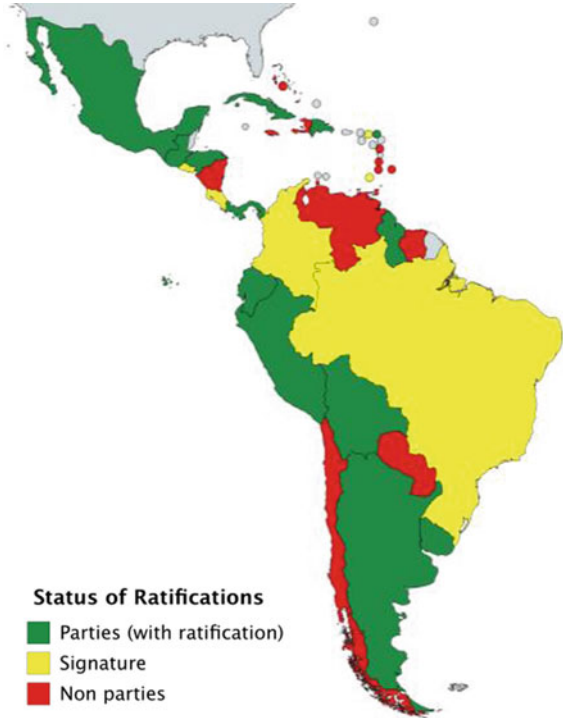 Status of Ratifications
Parties (with ratification)
Signature
Non parties